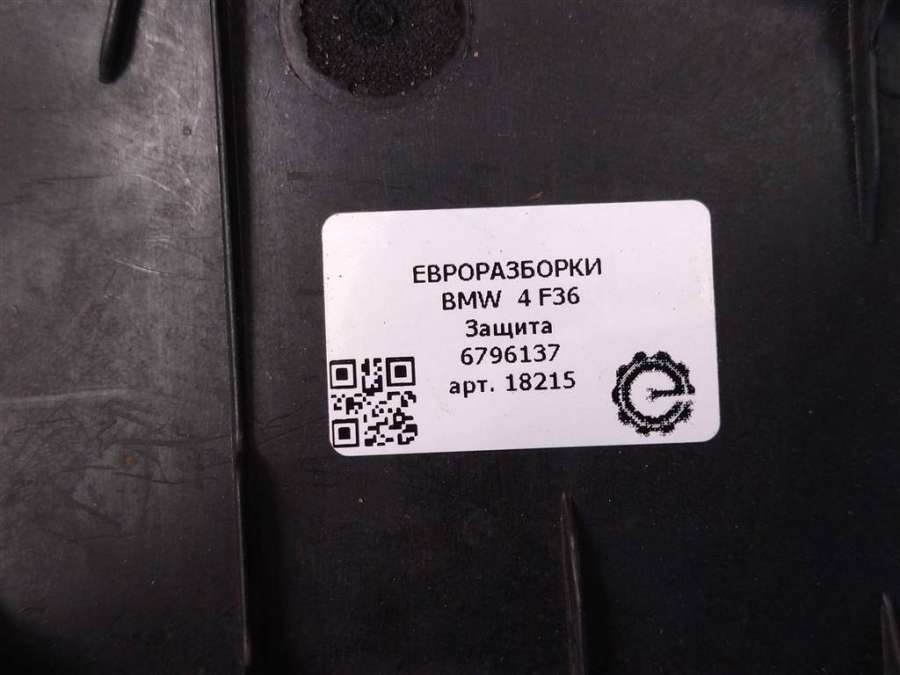 ЕВРОРАЗБОРКИ
BMW 4 F36
Защита
6796137
арт. 18215